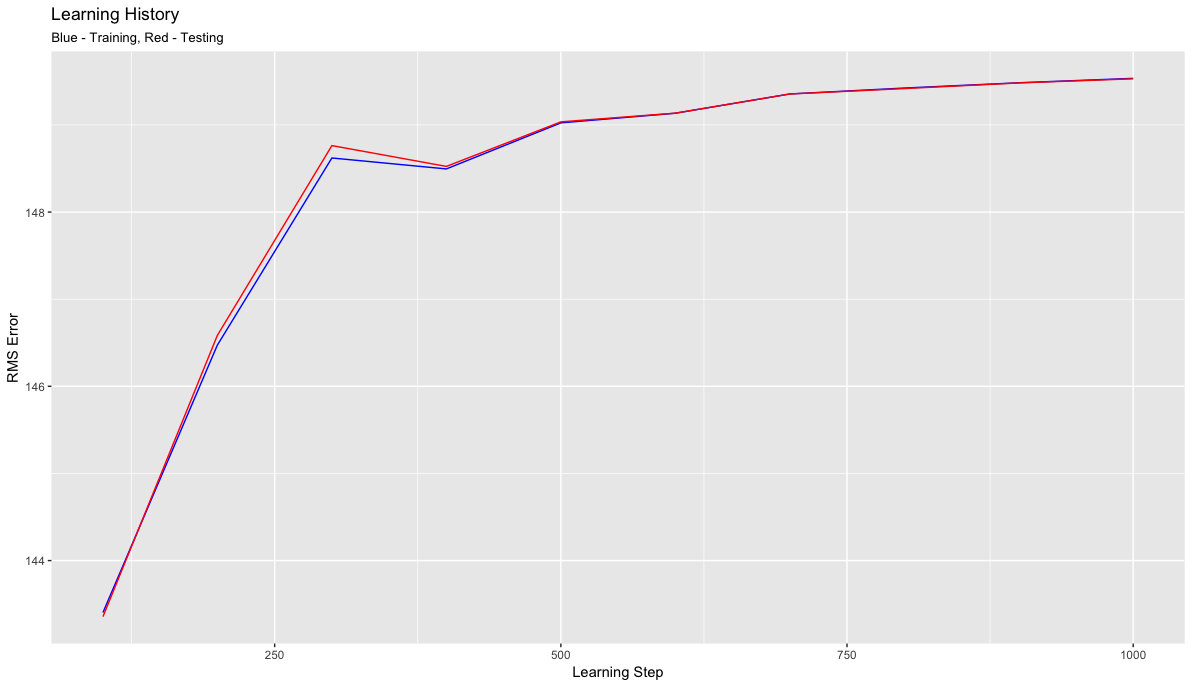 Learning History
Blue - Training, Red - Testing
RMS Error
148
146
144
250
500
750
1000
Learning Step